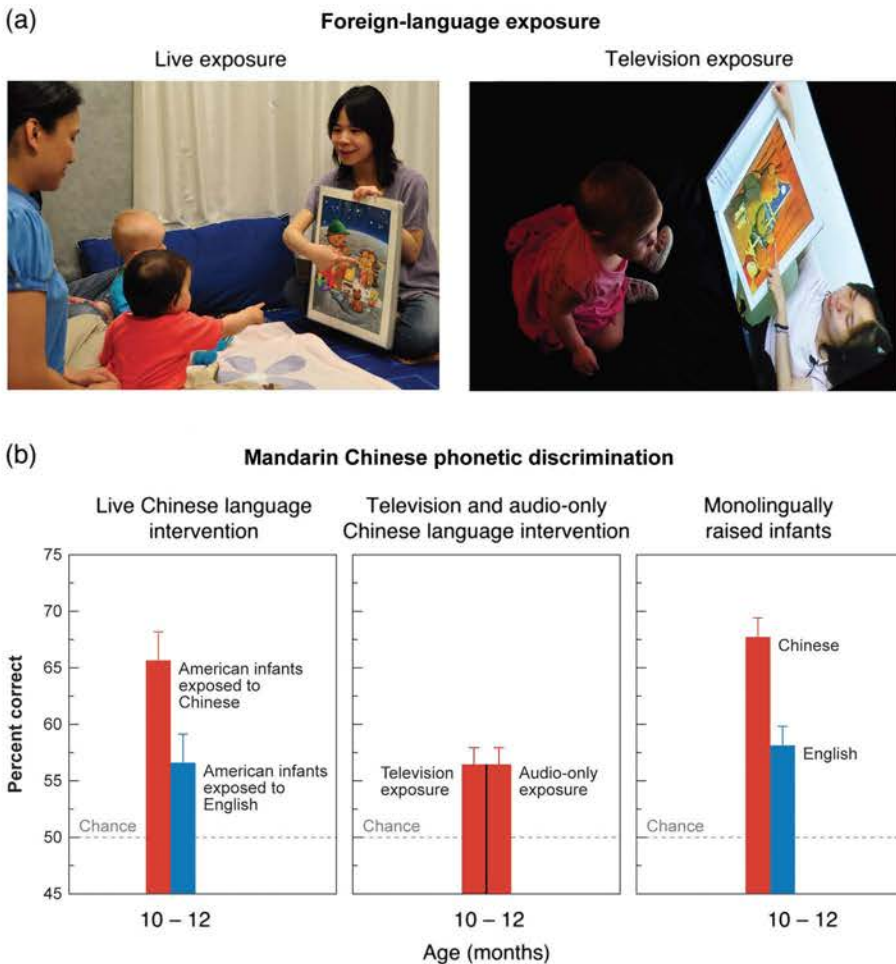 (a)
Foreign-language exposure
Live exposure
Television exposure
(b)
Mandarin Chinese phonetic discrimination
Live Chinese language
intervention
Television and audio-only
Chinese language intervention
Monolingually
raised infants
Percent correct
75
70
65
60
55
50
45
American infants
exposed to
Chinese
American infants
exposed to
English
Chance
10 – 12
Television
exposure
Audio-only
exposure
Chance
10 – 12
Chinese
English
Chance
10 – 12
Age (months)